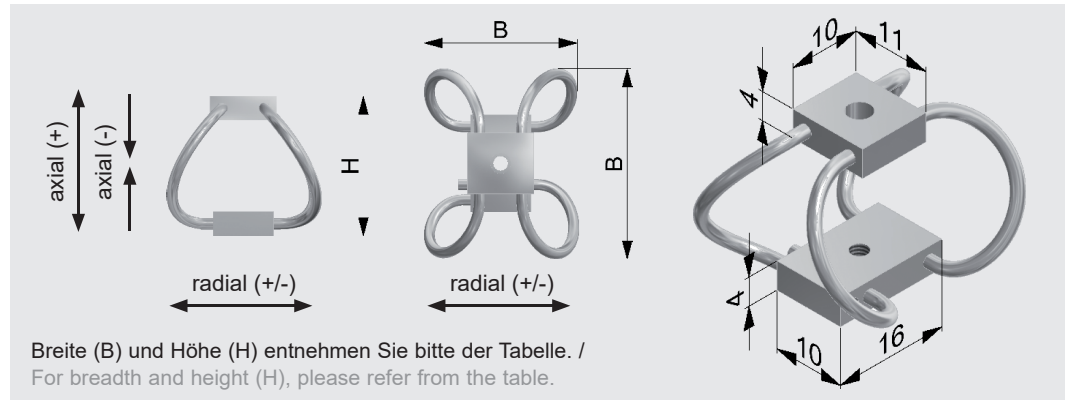 axial (+)
axial (-)
H
radial (+/-)
B
B
radial (+/-)
10
11
4
4
10
16
Breite (B) und Höhe (H) entnehmen Sie bitte der Tabelle. /
For breadth and height (H), please refer from the table.